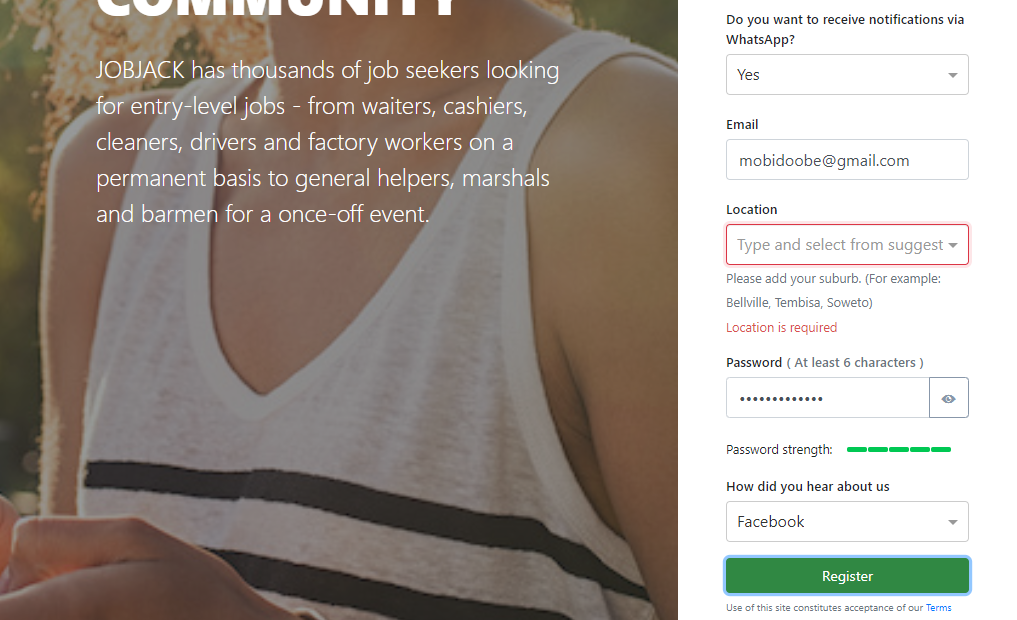 COMMUNITY
JOBJACK has thousands of job seekers looking
for entry-level jobs - from waiters, cashiers,
cleaners, drivers and factory workers on a
permanent basis to general helpers, marshals
and barmen for a once-off event.
Do you want to receive notifications via
WhatsApp?
Yes
Email
mobidoobe@gmail.com
Location
Type and select from suggest
Please add your suburb. (For example:
Bellville, Tembisa, Soweto)
Location is required
Password ( At least 6 characters )
•••••••••••••
Password strength:
How did you hear about us
Facebook
Register
Use of this site constitutes acceptance of our Terms